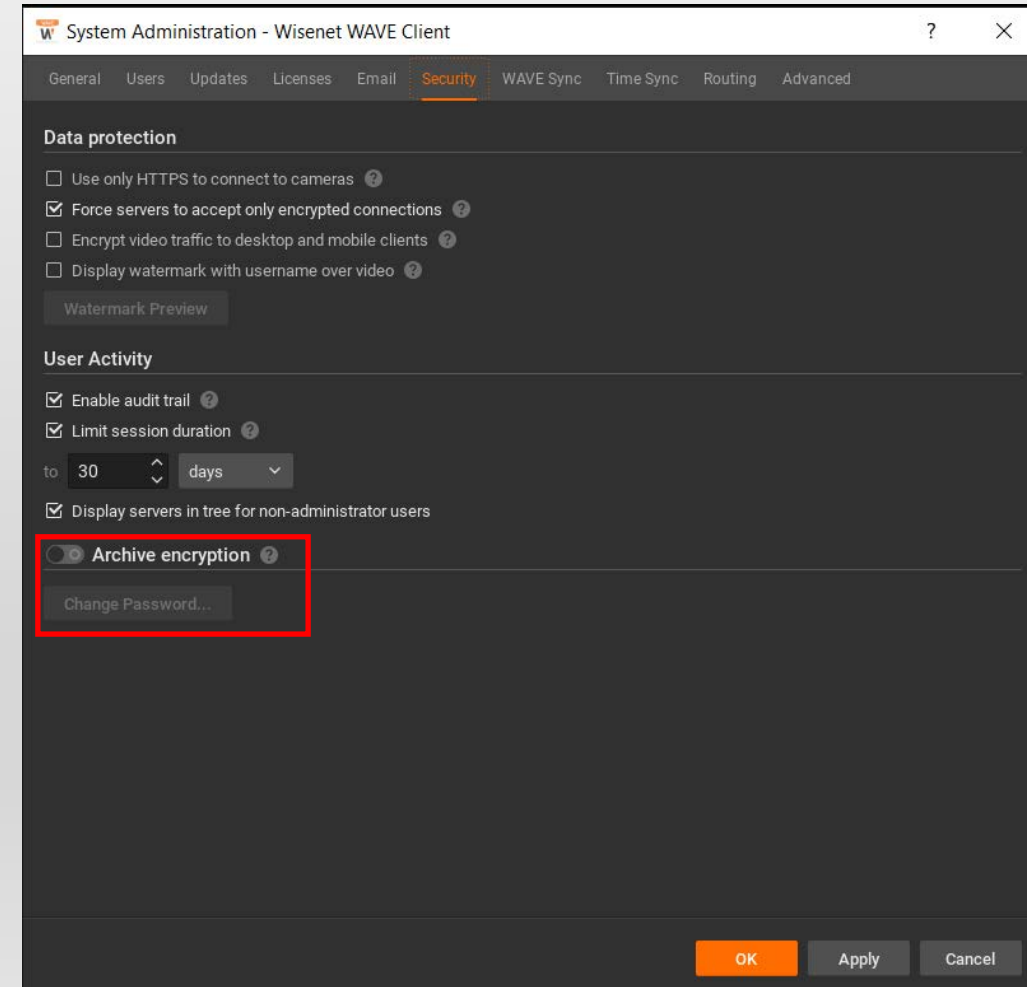 WAVE
W System Administration - Wisenet WAVE Client ?
General Users Updates Licenses Email Security WAVE Sync Time Sync Routing Advanced
Data protection
Use only HTTPS to connect to cameras ?
Force servers to accept only encrypted connections ?
Encrypt video traffic to desktop and mobile clients ?
Display watermark with username over video ?
Watermark Preview
User Activity
Enable audit trail ?
Limit session duration ?
to 30 days
Display servers in tree for non-administrator users
Archive encryption ?
Change Password...
OK Apply Cancel